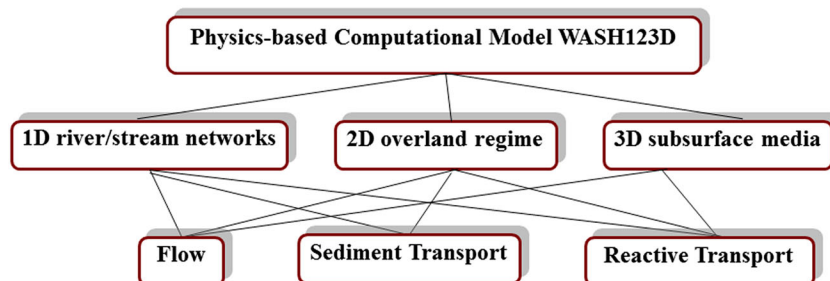 Physics-based Computational Model WASH123D
1D river/stream networks
2D overland regime
3D subsurface media
Flow
Sediment Transport
Reactive Transport